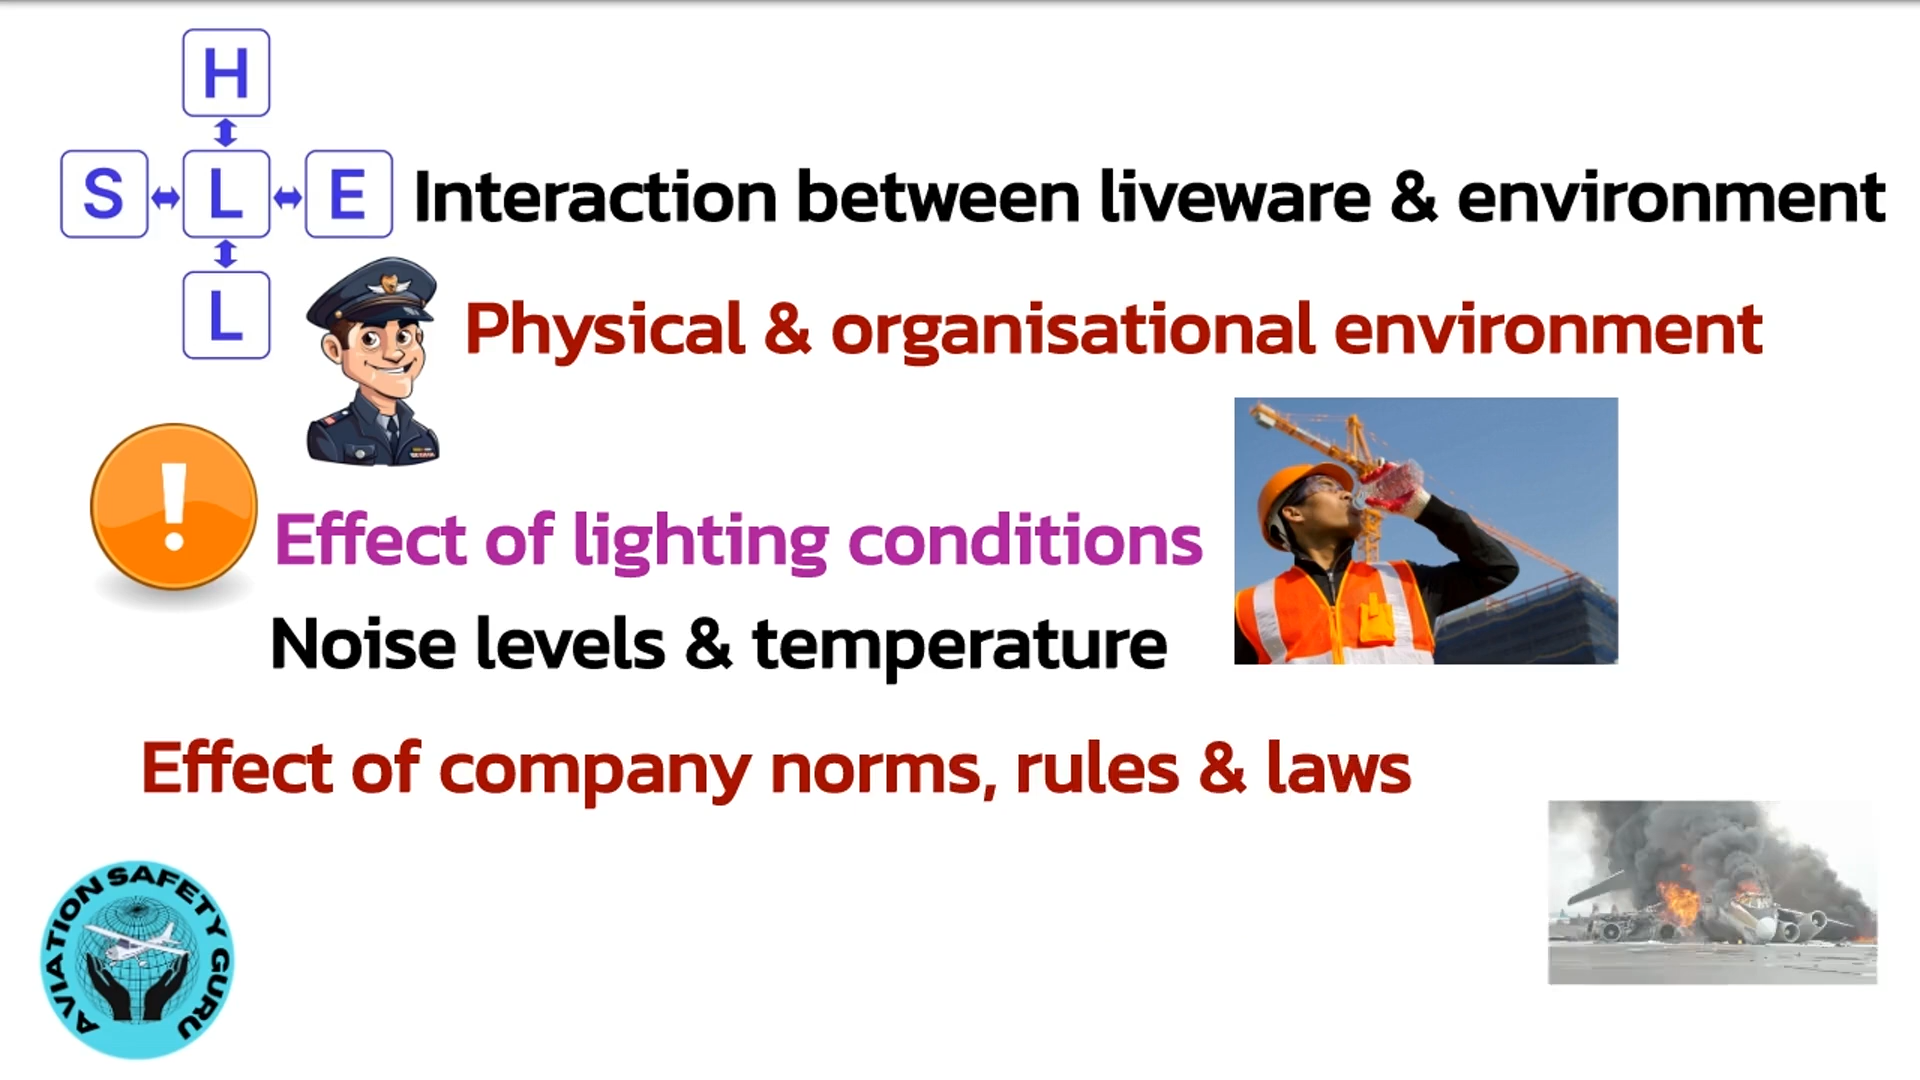 H
S L E Interaction between liveware & environment
L
Physical & organisational environment
!
Effect of lighting conditions
Noise levels & temperature
Effect of company norms, rules & laws
AVIATION SAFETY GURU